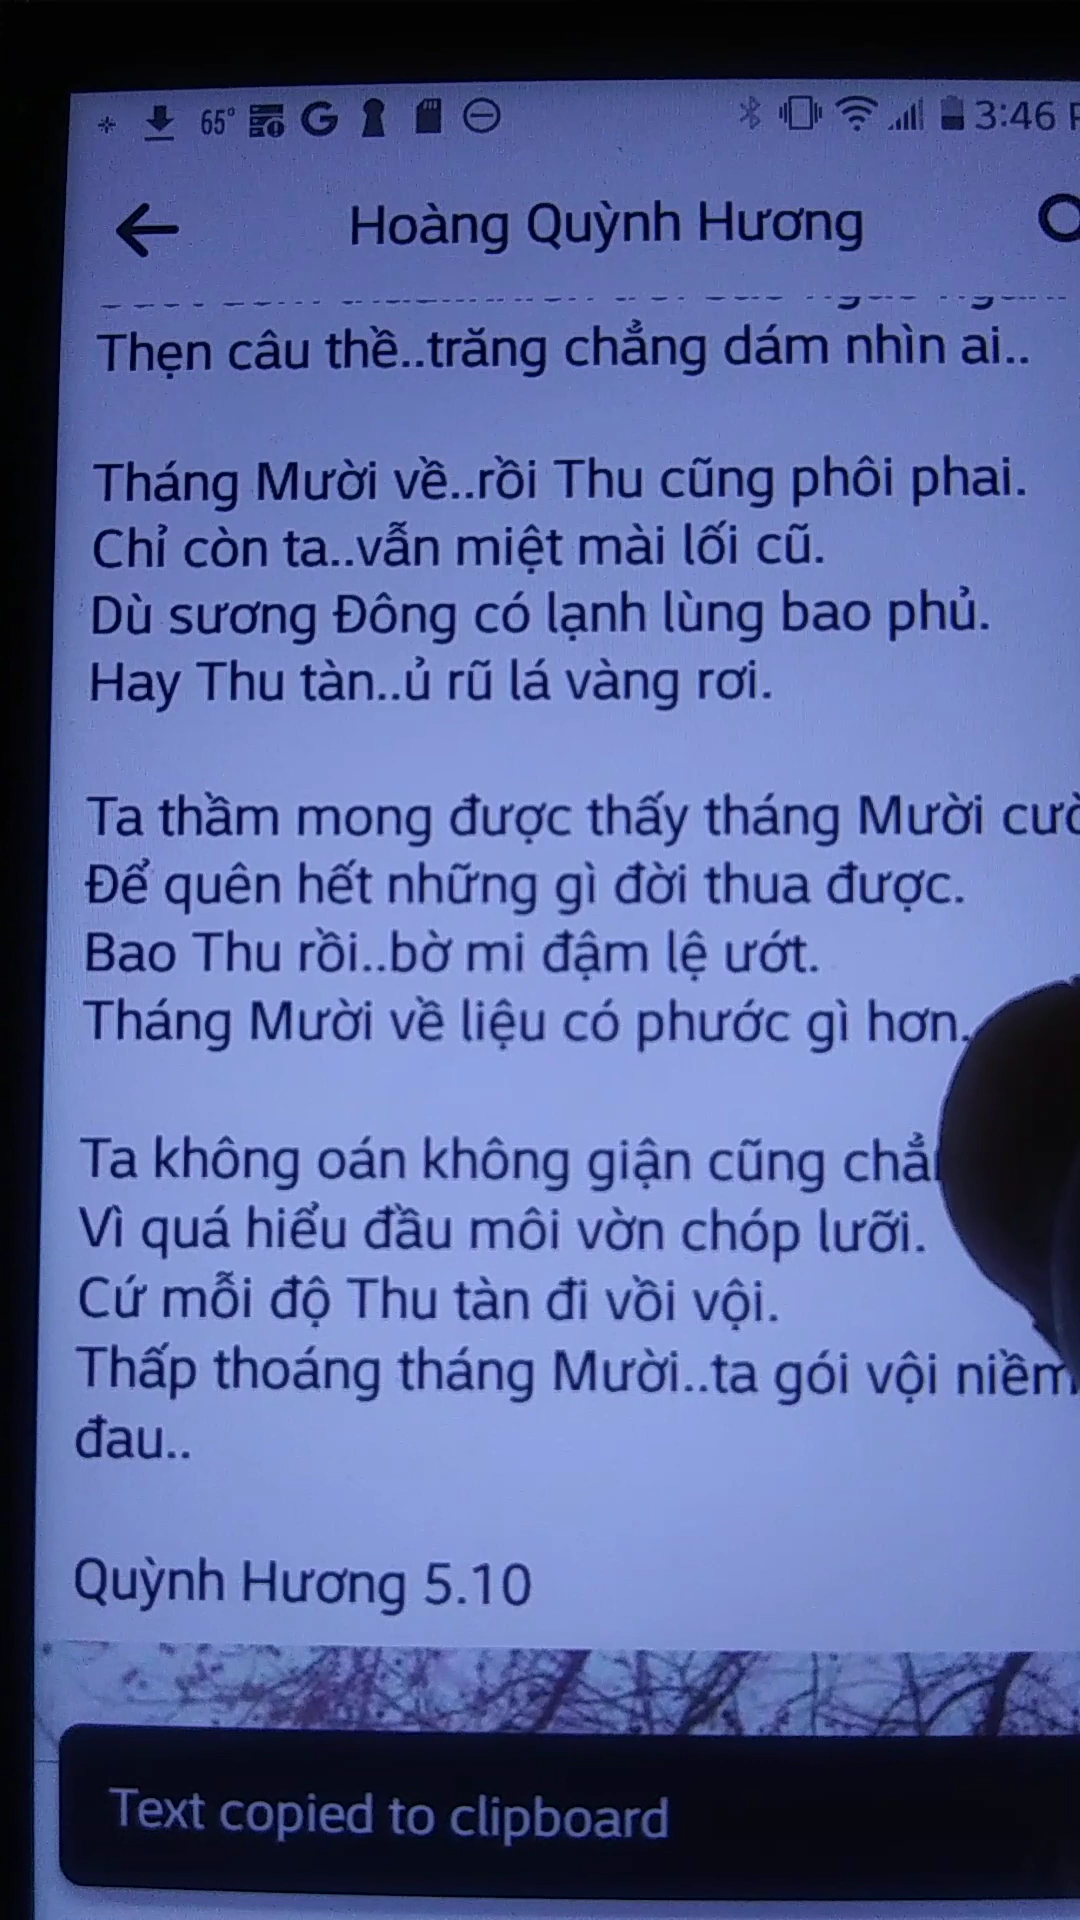 65°
3:46
Hoàng Quỳnh Hương
Thẹn câu thề..trăng chẳng dám nhìn ai..
Tháng Mười về..rồi Thu cũng phôi phai.
Chỉ còn ta..vẫn miệt mài lối cũ.
Dù sương Đông có lạnh lùng bao phủ.
Hay Thu tàn..ủ rũ lá vàng rơi.
Ta thầm mong được thấy tháng Mười
Để quên hết những gì đời thua được.
Bao Thu rồi..bờ mi đậm lệ ướt.
Tháng Mười về liệu có phước gì hơn.
Ta không oán không giận cũng
Vì quá hiểu đầu môi vờn chóp lưỡi.
Cứ mỗi độ Thu tàn đi vồi vội.
Thấp thoáng tháng Mười..ta gói vội niềm
đau..
Quỳnh Hương 5.10
Text copied to clipboard